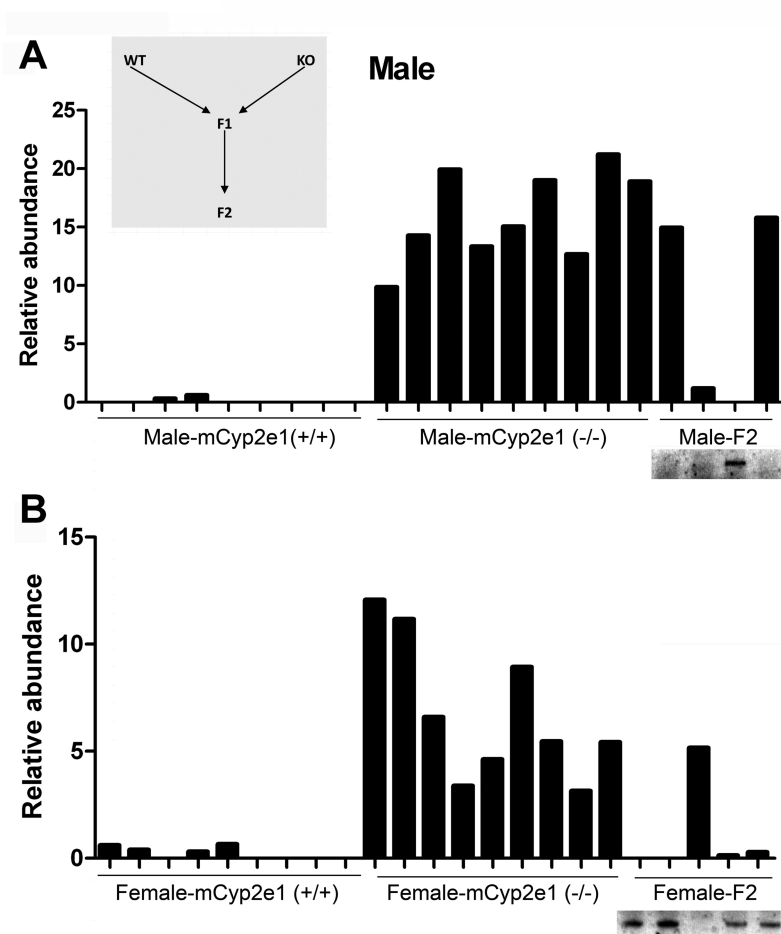 A
Male
WT KO
F1
F2
25
20
15
10
5
0
Relative abundance
Male-mCyp2e1(+/+) Male-mCyp2e1 (-/-) Male-F2
B
15
10
5
0
Relative abundance
Female-mCyp2e1 (+/+) Female-mCyp2e1 (-/-) Female-F2